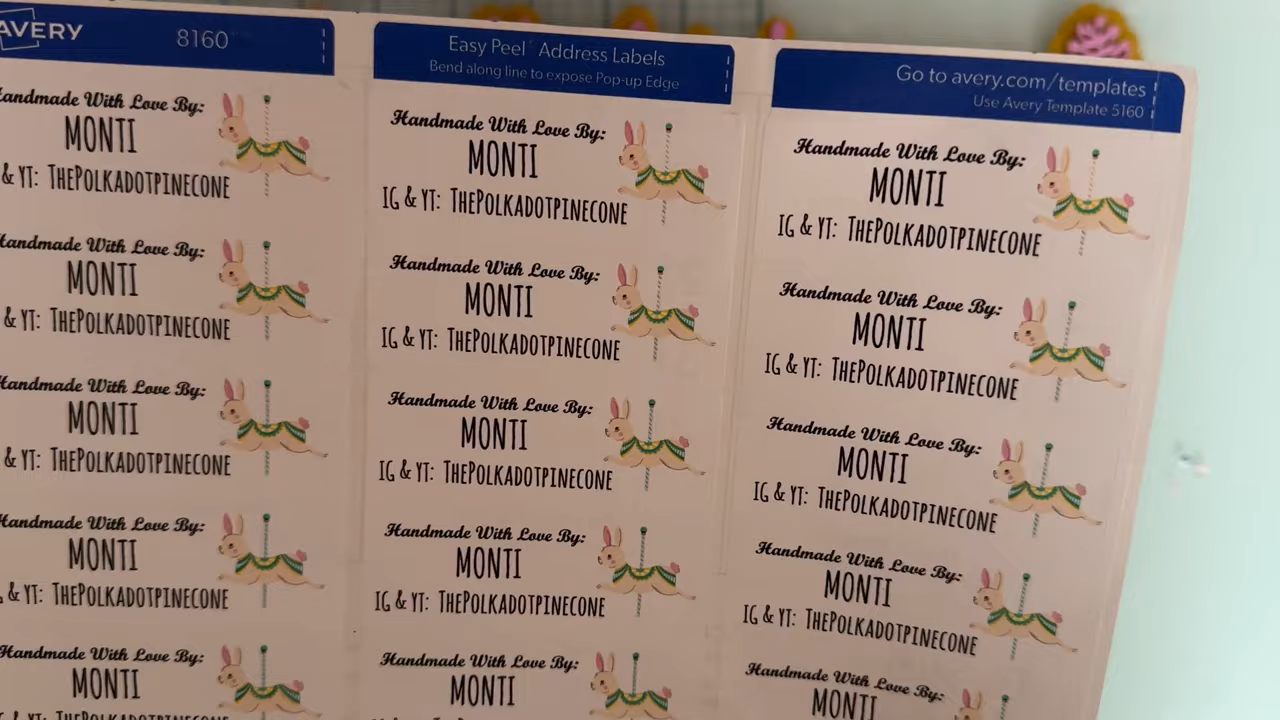 AVERY
8160
Easy Peel Address Labels
Bend along line to expose Pop-up Edge
Go to avery.com/templates
Use Avery Template 5160
Handmade With Love By:
MONTI
& YT: THEPOLKADOTPINECONE
Handmade With Love By:
MONTI
IG & YT: THEPOLKADOTPINECONE
Handmade With Love By:
MONTI
IG & YT: THEPOLKADOTPINECONE
Handmade With Love By:
MONTI
& YT: THEPOLKADOTPINECONE
Handmade With Love By:
MONTI
IG & YT: THEPOLKADOTPINECONE
Handmade With Love By:
MONTI
IG & YT: THEPOLKADOTPINECONE
Handmade With Love By:
MONTI
& YT: THEPOLKADOTPINECONE
Handmade With Love By:
MONTI
IG & YT: THEPOLKADOTPINECONE
Handmade With Love By:
MONTI
IG & YT: THEPOLKADOTPINECONE
Handmade With Love By:
MONTI
& YT: THEPOLKADOTPINECONE
Handmade With Love By:
MONTI
IG & YT: THEPOLKADOTPINECONE
Handmade With Love By:
MONTI
IG & YT: THEPOLKADOTPINECONE
Handmade With Love By:
MONTI
& YT: THEPOLKADOTPINECONE
Handmade With Love By:
MONTI
Handmade With Love By:
MONTI